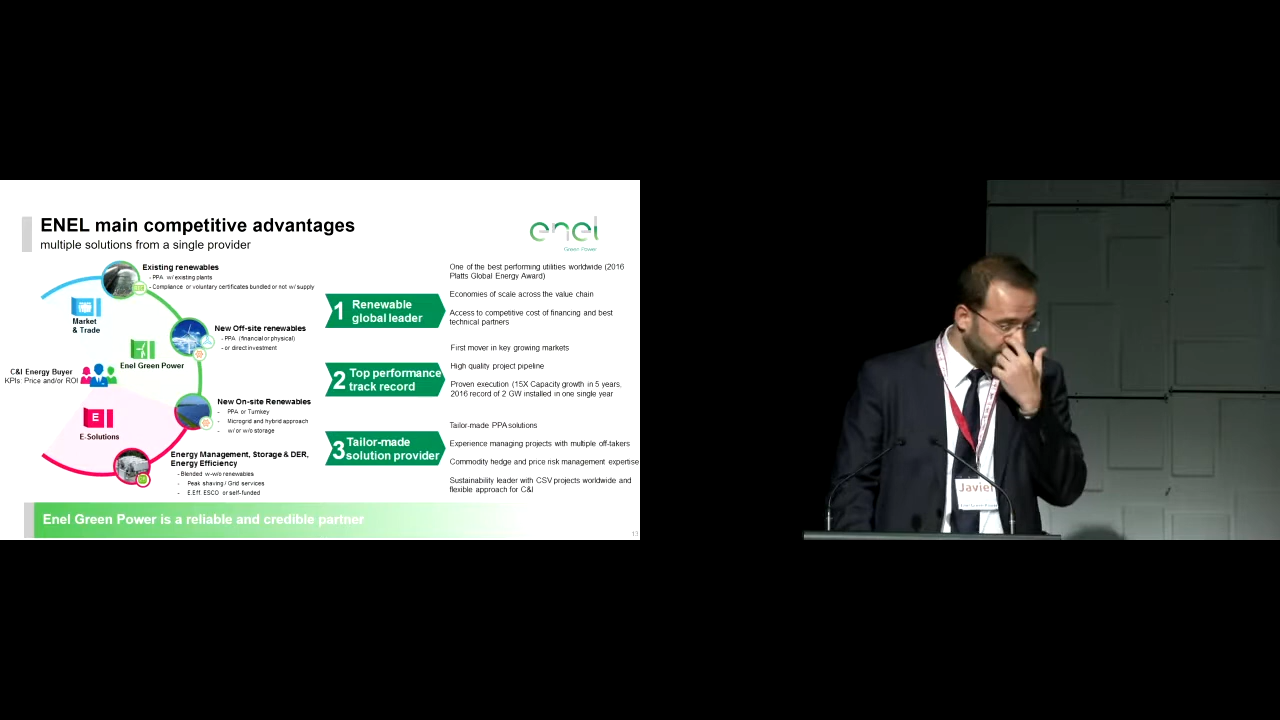 ENEL main competitive advantages
multiple solutions from a single provider
enel
Green Power
Existing renewables
- PPA w/ existing plants
- Compliance or voluntary certificates bundled or not w/ supply
Market
& Trade
New Off-site renewables
- PPA (financial or physical)
- or direct investment
Enel Green Power
C&I Energy Buyer
KPIs: Price and/or ROI
New On-site Renewables
- PPA or Turnkey
- Microgrid and hybrid approach
- w/ or w/o storage
E
E-Solutions
Energy Management, Storage & DER,
Energy Efficiency
- Blended w-w/o renewables
- Peak shaving / Grid services
- E.Eff. ESCO or self-funded
1 Renewable
global leader
One of the best performing utilities worldwide (2016
Platts Global Energy Award)
Economies of scale across the value chain
Access to competitive cost of financing and best
technical partners
2 Top performance
track record
First mover in key growing markets
High quality project pipeline
Proven execution (15X Capacity growth in 5 years.
2016 record of 2 GW installed in one single year
3 Tailor-made
solution provider
Tailor-made PPA solutions
Experience managing projects with multiple off-takers
Commodity hedge and price risk management expertise
Sustainability leader with CSV projects worldwide and
flexible approach for C&I
Enel Green Power is a reliable and credible partner
13
Javier
Enel Green Power